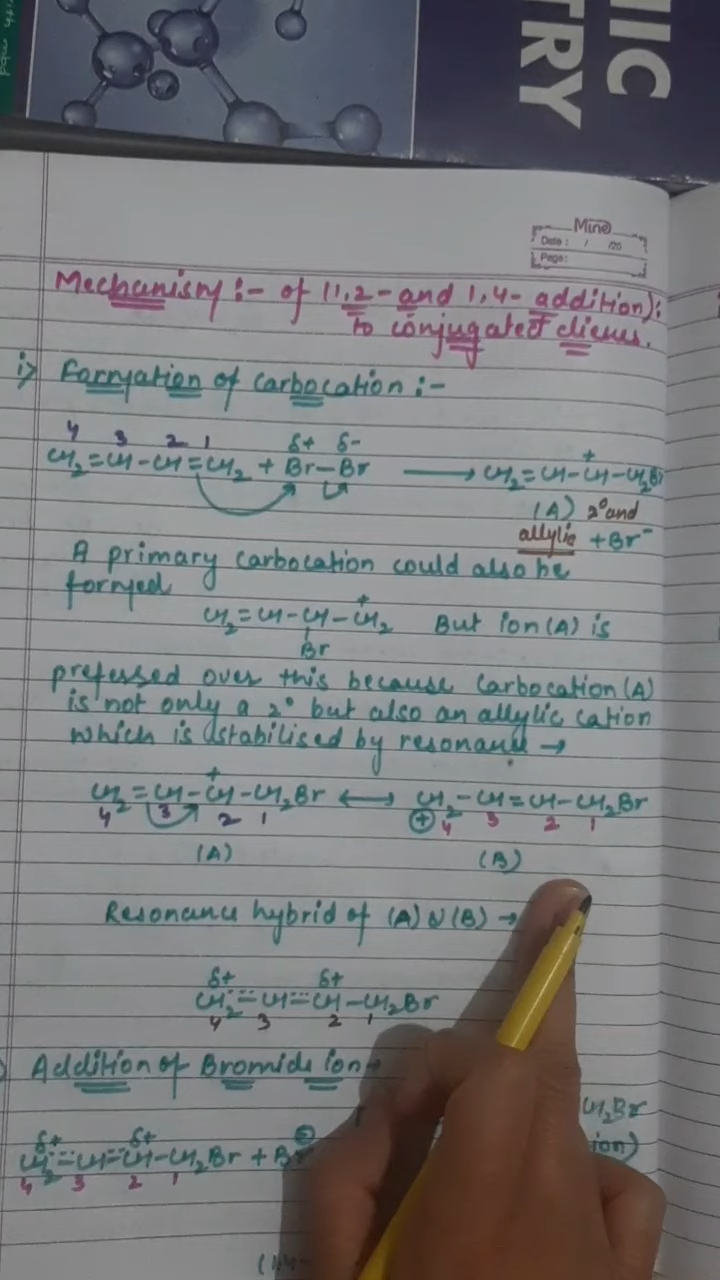 NIC
TRY
Mine
Date : / /20
Page:
Mechanism :- of (1,2- and 1,4- addition):
to conjugated dienes.
i) Formation of carbocation :-
4 3 2 1 δ+ δ-
CH₂=CH-CH=CH₂ + Br-Br ⟶ CH₂=CH-C⁺H-CH₂Br
(A) 2° and
allylic + Br⁻
A primary carbocation could also be
formed
CH₂=CH-CH-C⁺H₂ But ion (A) is
Br
preferred over this because carbocation (A)
is not only a 2° but also an allylic cation
which is stabilised by resonance →
CH₂=CH-C⁺H-CH₂Br ⟷ CH₂-CH=CH-CH₂Br
4 3 2 1 ⊕ 4 3 2 1
(A) (B)
Resonance hybrid of (A) & (B) →
δ+ δ+
CH₂=CH=CH-CH₂Br
4 3 2 1
Addition of Bromide ion→
δ+ δ+ ⊖
CH₂=CH=CH-CH₂Br + Br CH₂Br
4 3 2 1 ion)
(1,4-